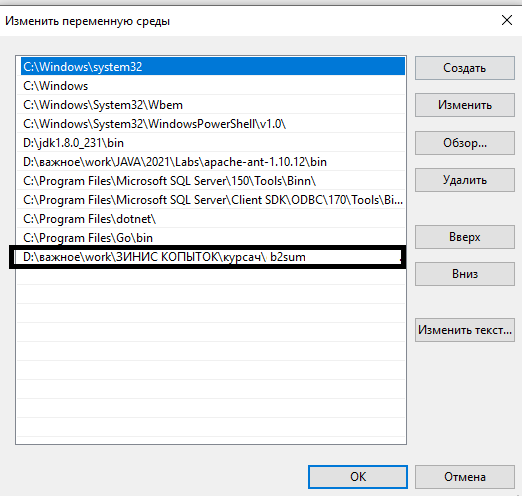 Изменить переменную среды
C:\Windows\system32
C:\Windows
C:\Windows\System32\Wbem
C:\Windows\System32\WindowsPowerShell\v1.0\
D:\jdk1.8.0_231\bin
D:\важное\work\JAVA\2021\Labs\apache-ant-1.10.12\bin
C:\Program Files\Microsoft SQL Server\150\Tools\Binn\
C:\Program Files\Microsoft SQL Server\Client SDK\ODBC\170\Tools\Bi...
C:\Program Files\dotnet\
C:\Program Files\Go\bin
D:\важное\work\ЗИНИС КОПЫТОК\курсач\ b2sum
Создать
Изменить
Обзор...
Удалить
Вверх
Вниз
Изменить текст...
ОК
Отмена